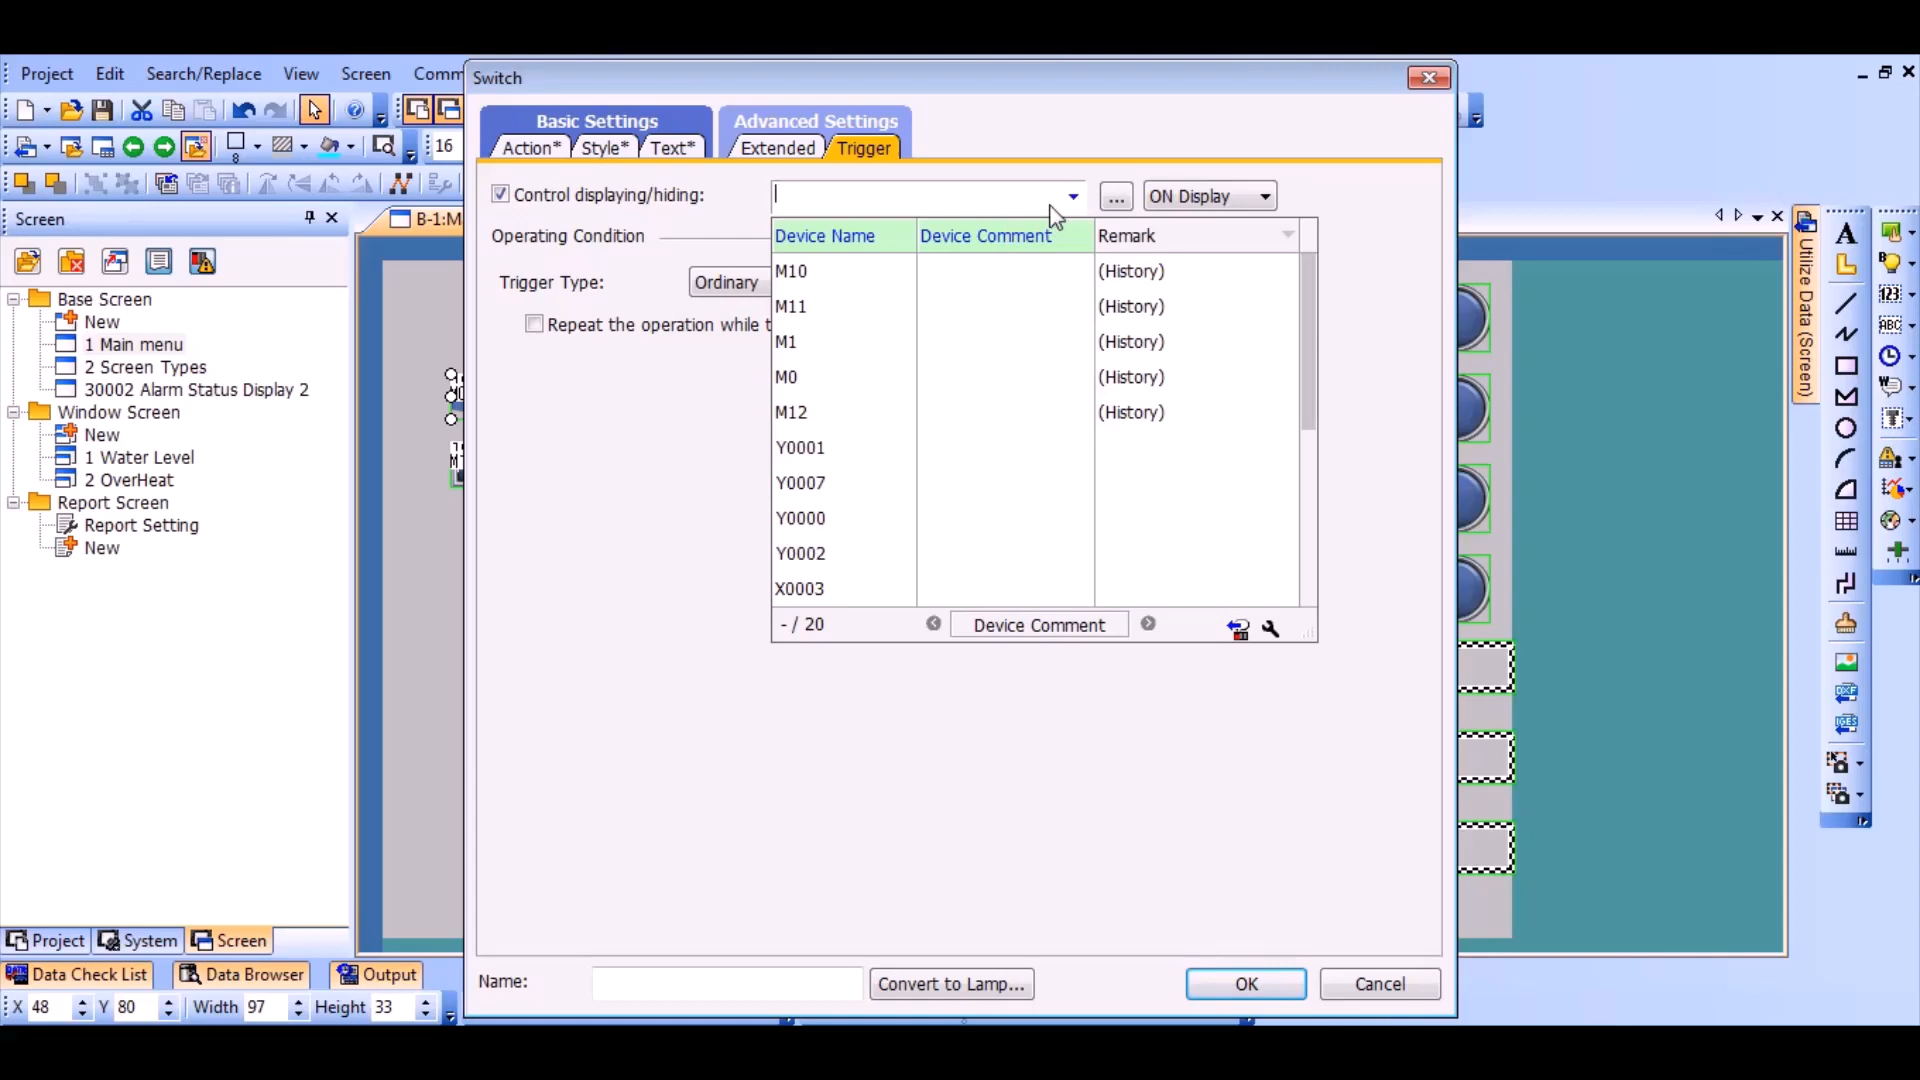 Project Edit Search/Replace View Screen Comm
Switch
Basic Settings
Advanced Settings
Action* Style* Text*
Extended Trigger
8
16
Control displaying/hiding:
... ON Display
Screen
B-1:M
Operating Condition
Device Name Device Comment Remark
Trigger Type: Ordinary
Repeat the operation while t
M10 (History)
M11 (History)
M1 (History)
M0 (History)
M12 (History)
Y0001
Y0007
Y0000
Y0002
X0003
- / 20 Device Comment
Base Screen
New
1 Main menu
2 Screen Types
30002 Alarm Status Display 2
Window Screen
New
1 Water Level
2 OverHeat
Report Screen
Report Setting
New
Utilize Data (Screen)
A
B
123
ABC
W
T
DXF
IGES
Project System Screen
Data Check List Data Browser Output
X 48 Y 80 Width 97 Height 33
Name: Convert to Lamp... OK Cancel